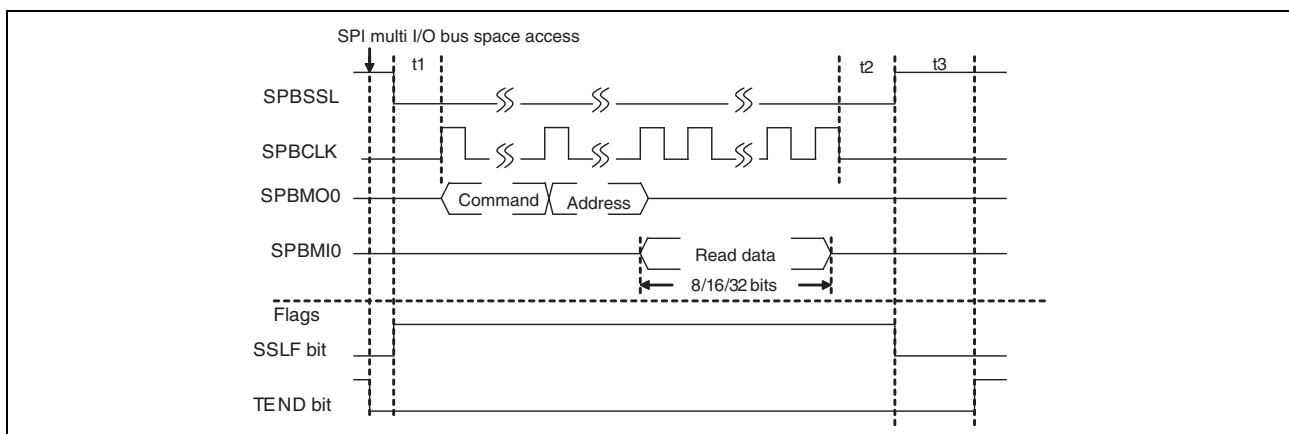 SPI multi I/O bus space access
t1
t2
t3
SPBSSL
SPBCLK
SPBMO0
Command
Address
SPBMI0
Read data
8/16/32 bits
Flags
SSLF bit
TEND bit